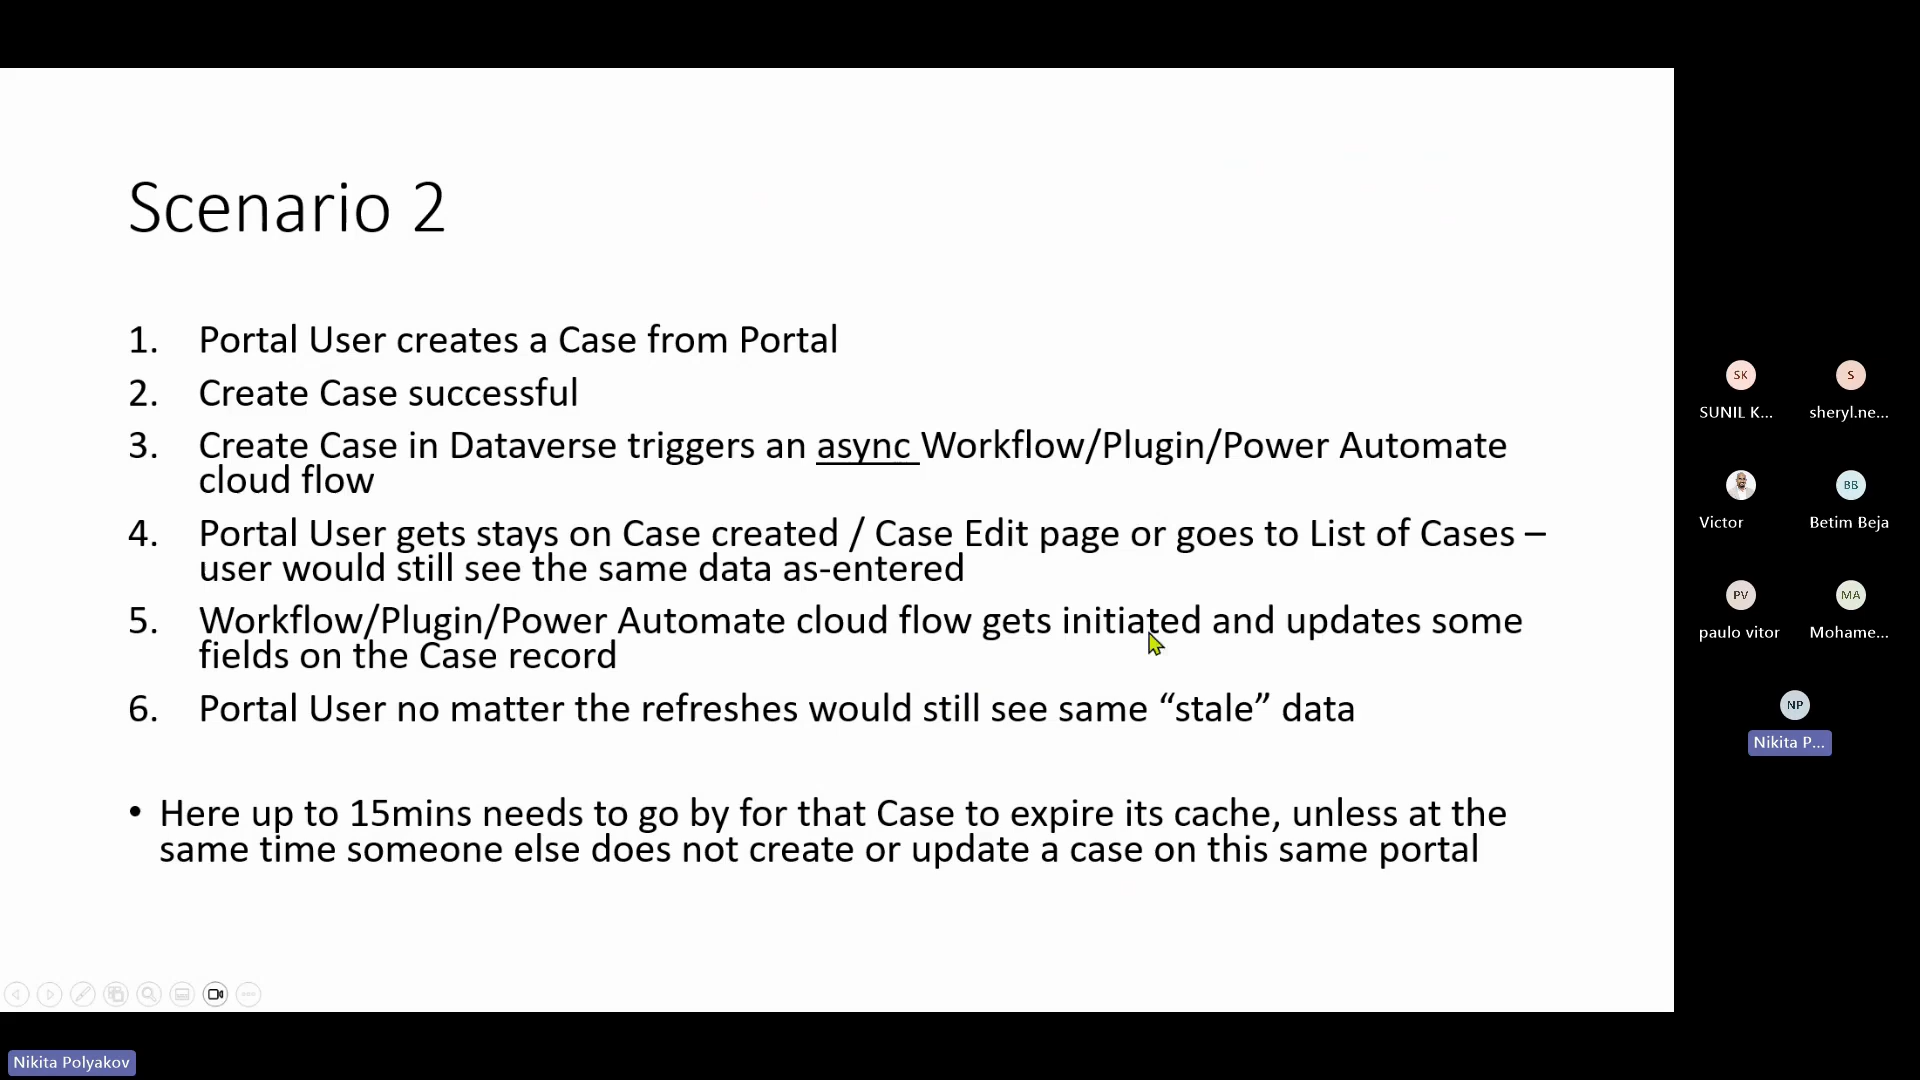 Scenario 2
1. Portal User creates a Case from Portal
2. Create Case successful
3. Create Case in Dataverse triggers an async Workflow/Plugin/Power Automate
cloud flow
4. Portal User gets stays on Case created / Case Edit page or goes to List of Cases –
user would still see the same data as-entered
5. Workflow/Plugin/Power Automate cloud flow gets initiated and updates some
fields on the Case record
6. Portal User no matter the refreshes would still see same “stale” data
• Here up to 15mins needs to go by for that Case to expire its cache, unless at the
same time someone else does not create or update a case on this same portal
SK
S
SUNIL K...
sheryl.ne...
BB
Victor
Betim Beja
PV
MA
paulo vitor
Mohame...
NP
Nikita P...
Nikita Polyakov